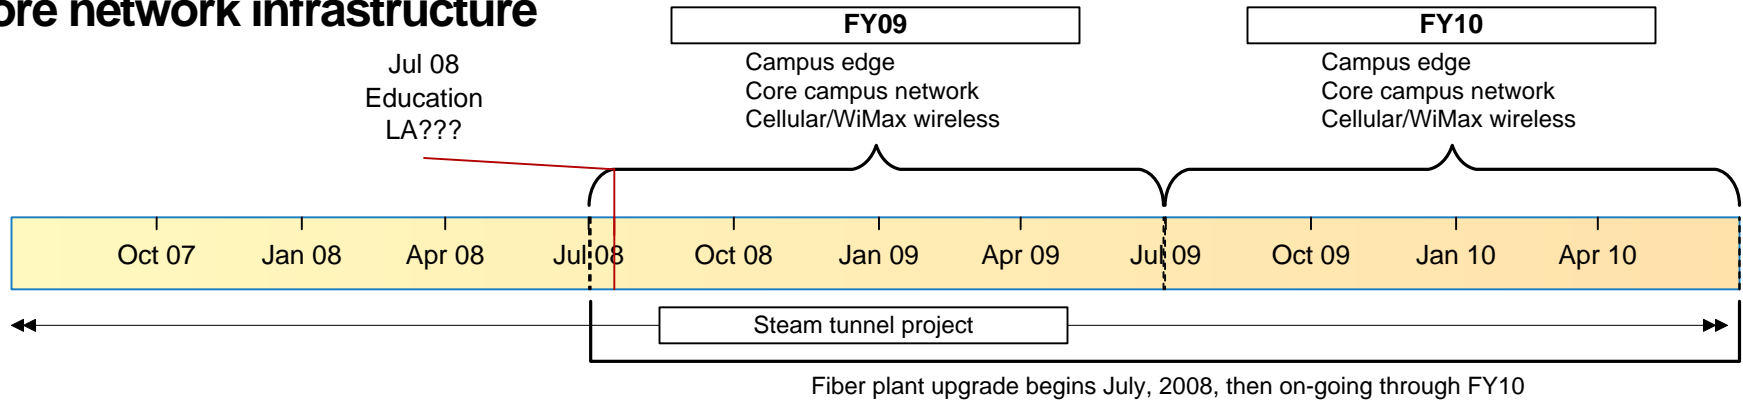 ore network infrastructure
Jul 08
Education
LA???
FY09
Campus edge
Core campus network
Cellular/WiMax wireless
FY10
Campus edge
Core campus network
Cellular/WiMax wireless
Oct 07 Jan 08 Apr 08 Jul 08 Oct 08 Jan 09 Apr 09 Jul 09 Oct 09 Jan 10 Apr 10
Steam tunnel project
Fiber plant upgrade begins July, 2008, then on-going through FY10